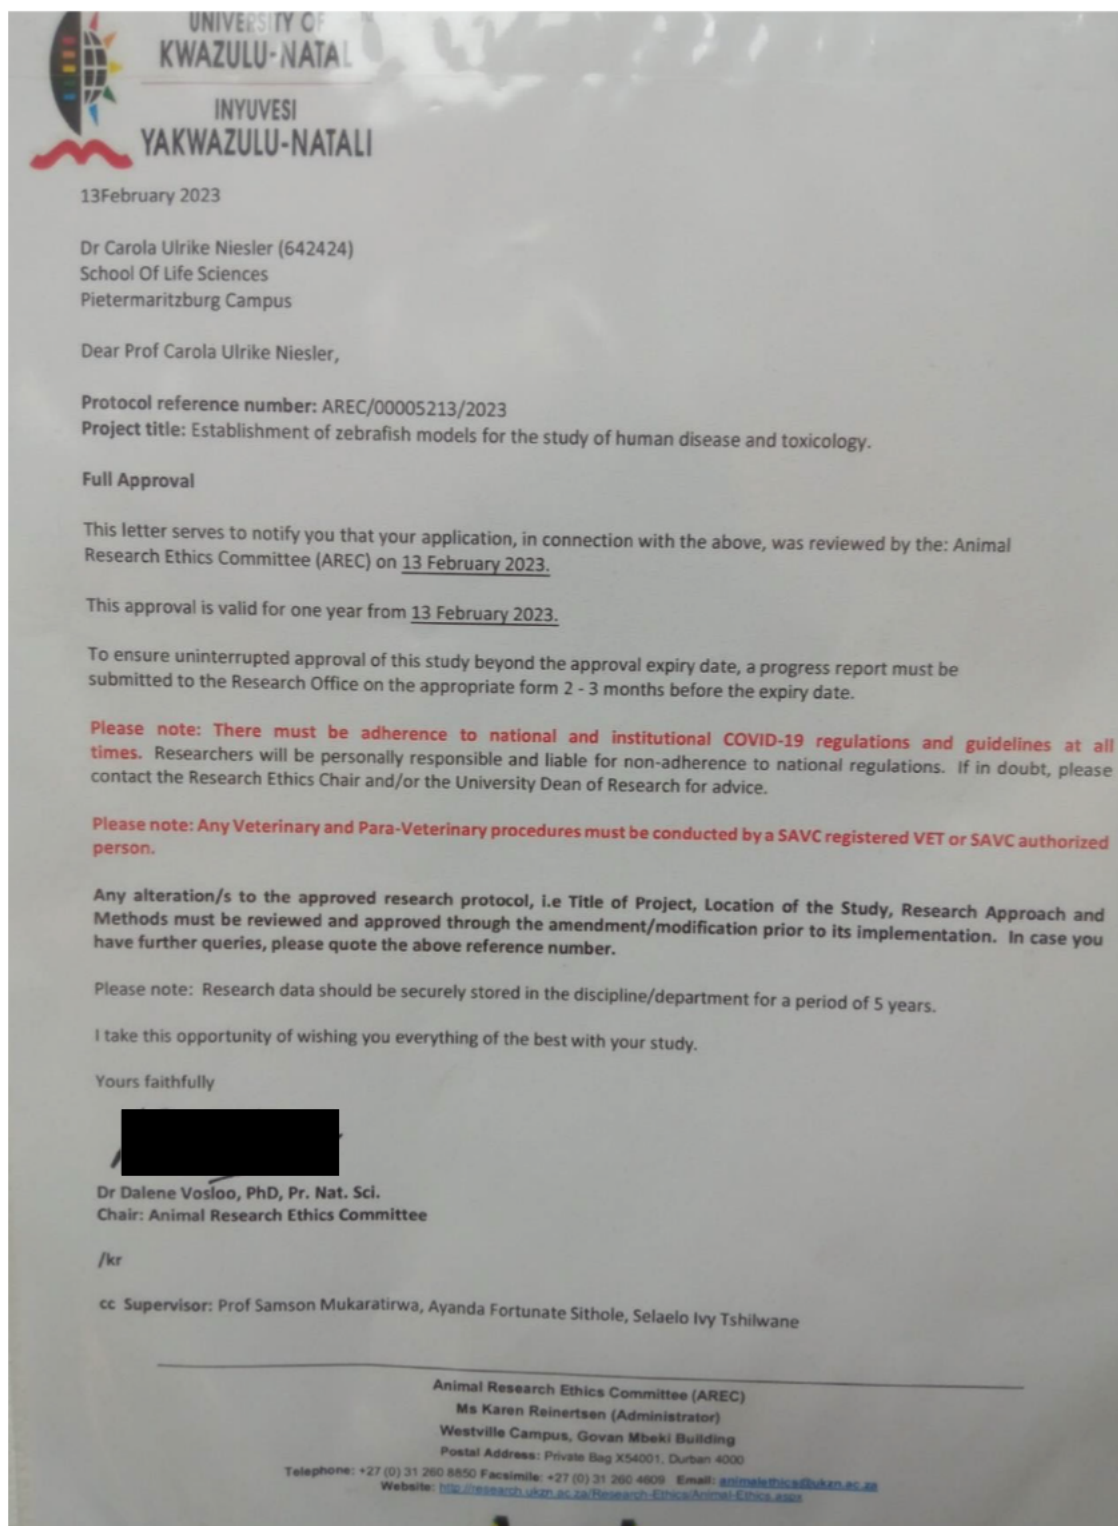 UNIVERSITY OF
KWAZULU-NATAL
INYUVESI
YAKWAZULU-NATALI
13February 2023
Dr Carola Ulrike Niesler (642424)
School Of Life Sciences
Pietermaritzburg Campus
Dear Prof Carola Ulrike Niesler,
Protocol reference number: AREC/00005213/2023
Project title: Establishment of zebrafish models for the study of human disease and toxicology.
Full Approval
This letter serves to notify you that your application, in connection with the above, was reviewed by the: Animal
Research Ethics Committee (AREC) on 13 February 2023.
This approval is valid for one year from 13 February 2023.
To ensure uninterrupted approval of this study beyond the approval expiry date, a progress report must be
submitted to the Research Office on the appropriate form 2 - 3 months before the expiry date.
Please note: There must be adherence to national and institutional COVID-19 regulations and guidelines at all
times. Researchers will be personally responsible and liable for non-adherence to national regulations. If in doubt, please
contact the Research Ethics Chair and/or the University Dean of Research for advice.
Please note: Any Veterinary and Para-Veterinary procedures must be conducted by a SAVC registered VET or SAVC authorized
person.
Any alteration/s to the approved research protocol, i.e Title of Project, Location of the Study, Research Approach and
Methods must be reviewed and approved through the amendment/modification prior to its implementation. In case you
have further queries, please quote the above reference number.
Please note: Research data should be securely stored in the discipline/department for a period of 5 years.
I take this opportunity of wishing you everything of the best with your study.
Yours faithfully
Dr Dalene Vosloo, PhD, Pr. Nat. Sci.
Chair: Animal Research Ethics Committee
/kr
cc Supervisor: Prof Samson Mukaratirwa, Ayanda Fortunate Sithole, Selaelo Ivy Tshilwane
Animal Research Ethics Committee (AREC)
Ms Karen Reinertsen (Administrator)
Westville Campus, Govan Mbeki Building
Postal Address: Private Bag X54001, Durban 4000
Telephone: +27 (0) 31 260 8850 Facsimile: +27 (0) 31 260 4609 Email: animalethics@ukzn.ac.za
Website: http://research.ukzn.ac.za/Research-Ethics/Animal-Ethics.aspx